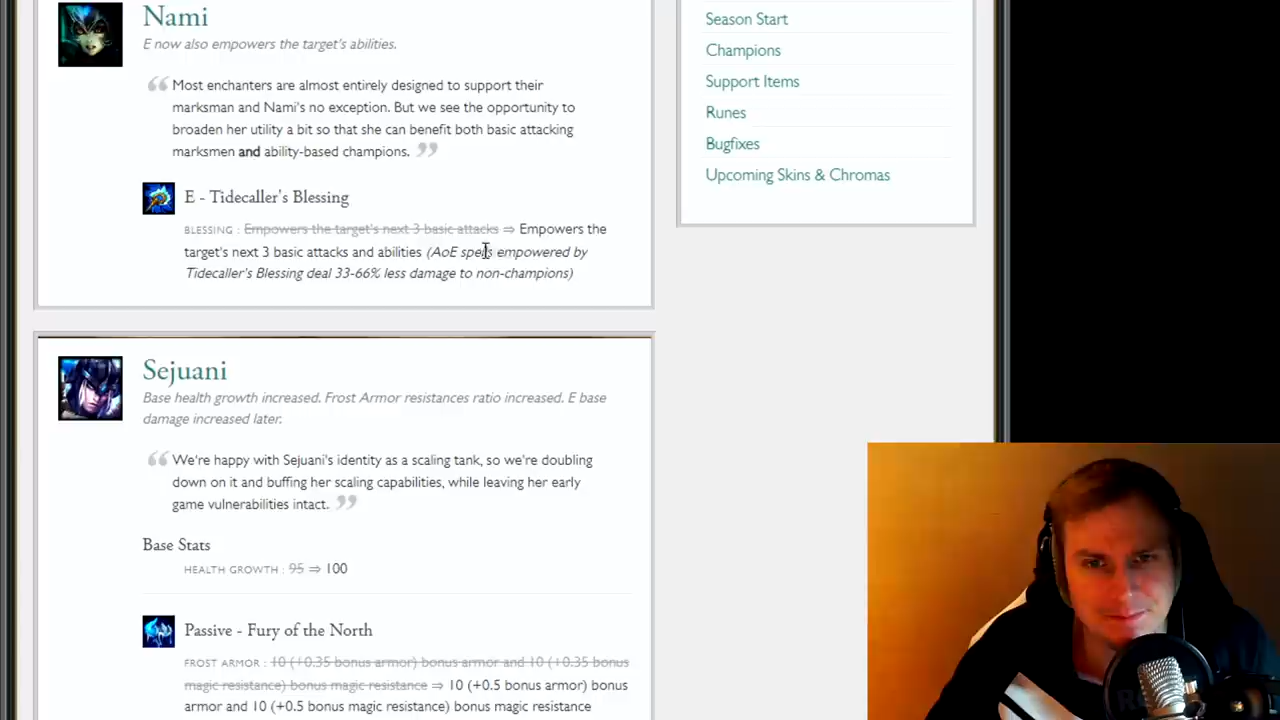 Nami
E now also empowers the target's abilities.
Most enchanters are almost entirely designed to support their
marksman and Nami's no exception. But we see the opportunity to
broaden her utility a bit so that she can benefit both basic attacking
marksmen and ability-based champions.
E - Tidecaller's Blessing
BLESSING : Empowers the target's next 3 basic attacks ⇒ Empowers the
target's next 3 basic attacks and abilities (AoE spells empowered by
Tidecaller's Blessing deal 33-66% less damage to non-champions)
Sejuani
Base health growth increased. Frost Armor resistances ratio increased. E base
damage increased later.
We're happy with Sejuani's identity as a scaling tank, so we're doubling
down on it and buffing her scaling capabilities, while leaving her early
game vulnerabilities intact.
Base Stats
HEALTH GROWTH : 95 ⇒ 100
Passive - Fury of the North
FROST ARMOR : 10 (+0.35 bonus armor) bonus armor and 10 (+0.35 bonus
magic resistance) bonus magic resistance ⇒ 10 (+0.5 bonus armor) bonus
armor and 10 (+0.5 bonus magic resistance) bonus magic resistance
Season Start
Champions
Support Items
Runes
Bugfixes
Upcoming Skins & Chromas